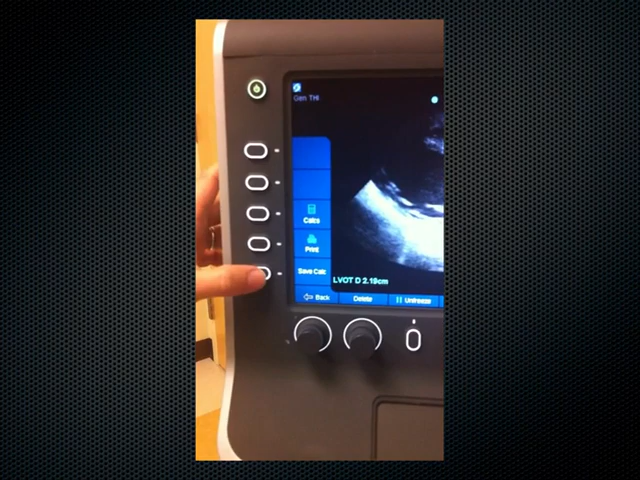 Gen THI
Calcs
Print
Save Calc
LVOT D 2.19cm
Back
Delete
Unfreeze